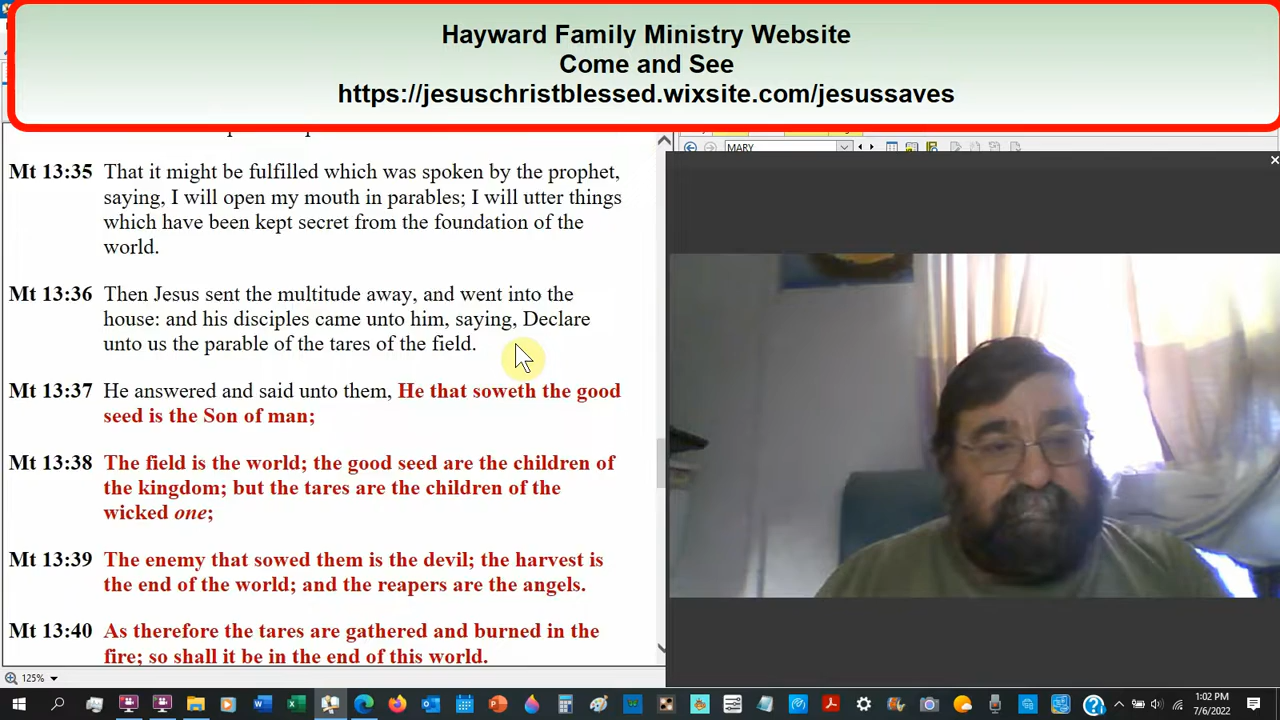 Hayward Family Ministry Website
Come and See
https://jesuschristblessed.wixsite.com/jesussaves
MARY
Mt 13:35 That it might be fulfilled which was spoken by the prophet,
saying, I will open my mouth in parables; I will utter things
which have been kept secret from the foundation of the
world.
Mt 13:36 Then Jesus sent the multitude away, and went into the
house: and his disciples came unto him, saying, Declare
unto us the parable of the tares of the field.
Mt 13:37 He answered and said unto them, He that soweth the good
seed is the Son of man;
Mt 13:38 The field is the world; the good seed are the children of
the kingdom; but the tares are the children of the
wicked one;
Mt 13:39 The enemy that sowed them is the devil; the harvest is
the end of the world; and the reapers are the angels.
Mt 13:40 As therefore the tares are gathered and burned in the
fire; so shall it be in the end of this world.
125%
1:02 PM
7/6/2022